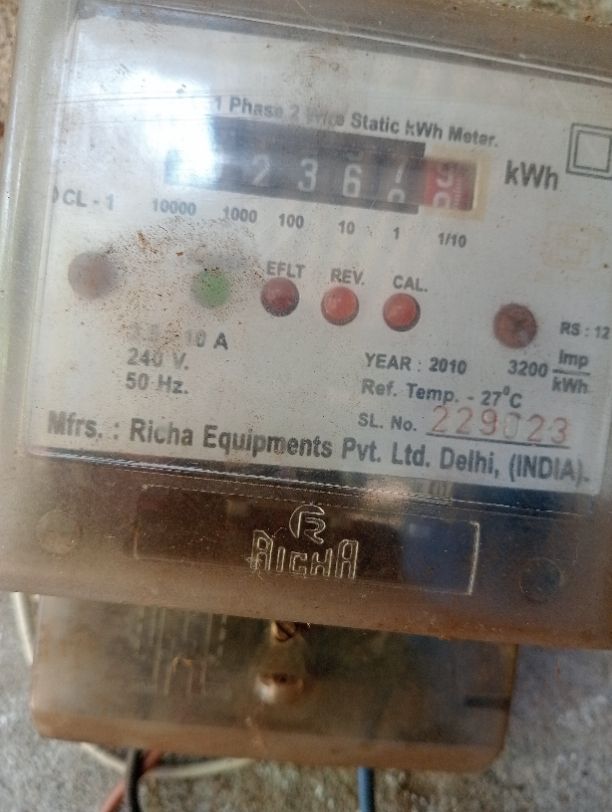 1 Phase 2 Wire Static kWh Meter.
2 3 6
kWh
CL - 1
10000 1000 100 10 1 1/10
EFLT REV. CAL.
10 A
240 V.
50 Hz.
RS : 12
YEAR : 2010
3200 Imp/kWh
Ref. Temp. - 27°C
SL. No. 229023
Mfrs. : Richa Equipments Pvt. Ltd. Delhi, (INDIA).
RICHA